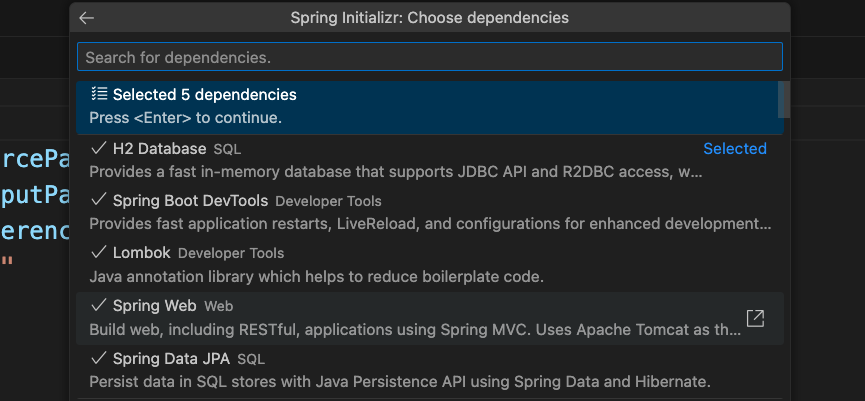 Spring Initializr: Choose dependencies
Search for dependencies.
Selected 5 dependencies
Press <Enter> to continue.
H2 Database SQL Selected
Provides a fast in-memory database that supports JDBC API and R2DBC access, w...
Spring Boot DevTools Developer Tools
Provides fast application restarts, LiveReload, and configurations for enhanced development...
Lombok Developer Tools
Java annotation library which helps to reduce boilerplate code.
Spring Web Web
Build web, including RESTful, applications using Spring MVC. Uses Apache Tomcat as th...
Spring Data JPA SQL
Persist data in SQL stores with Java Persistence API using Spring Data and Hibernate.
rcePa
putPa
erenc
"